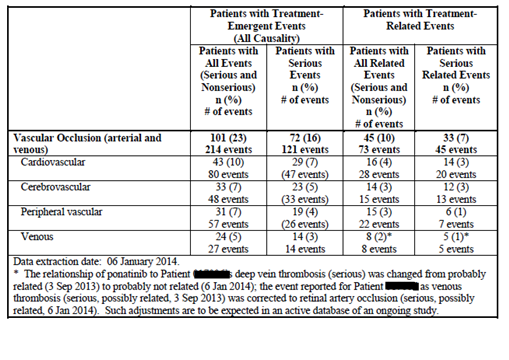 Patients with Treatment-Emergent Events (All Causality)
Patients with Treatment-Related Events
Patients with All Events (Serious and Nonserious) n (%) # of events
Patients with Serious Events n (%) # of events
Patients with All Related Events (Serious and Nonserious) n (%) # of events
Patients with Serious Related Events n (%) # of events
Vascular Occlusion (arterial and venous) 101 (23) 72 (16) 45 (10) 33 (7)
214 events 121 events 73 events 45 events
Cardiovascular 43 (10) 29 (7) 16 (4) 14 (3)
80 events (47 events) 28 events 20 events
Cerebrovascular 33 (7) 23 (5) 14 (3) 12 (3)
48 events (33 events) 15 events 13 events
Peripheral vascular 31 (7) 19 (4) 15 (3) 6 (1)
57 events (26 events) 22 events 7 events
Venous 24 (5) 14 (3) 8 (2)* 5 (1)*
27 events 14 events 8 events 5 events
Data extraction date: 06 January 2014.
* The relationship of ponatinib to Patient s deep vein thrombosis (serious) was changed from probably
related (3 Sep 2013) to probably not related (6 Jan 2014); the event reported for Patient as venous
thrombosis (serious, possibly related, 3 Sep 2013) was corrected to retinal artery occlusion (serious, possibly
related, 6 Jan 2014). Such adjustments are to be expected in an active database of an ongoing study.